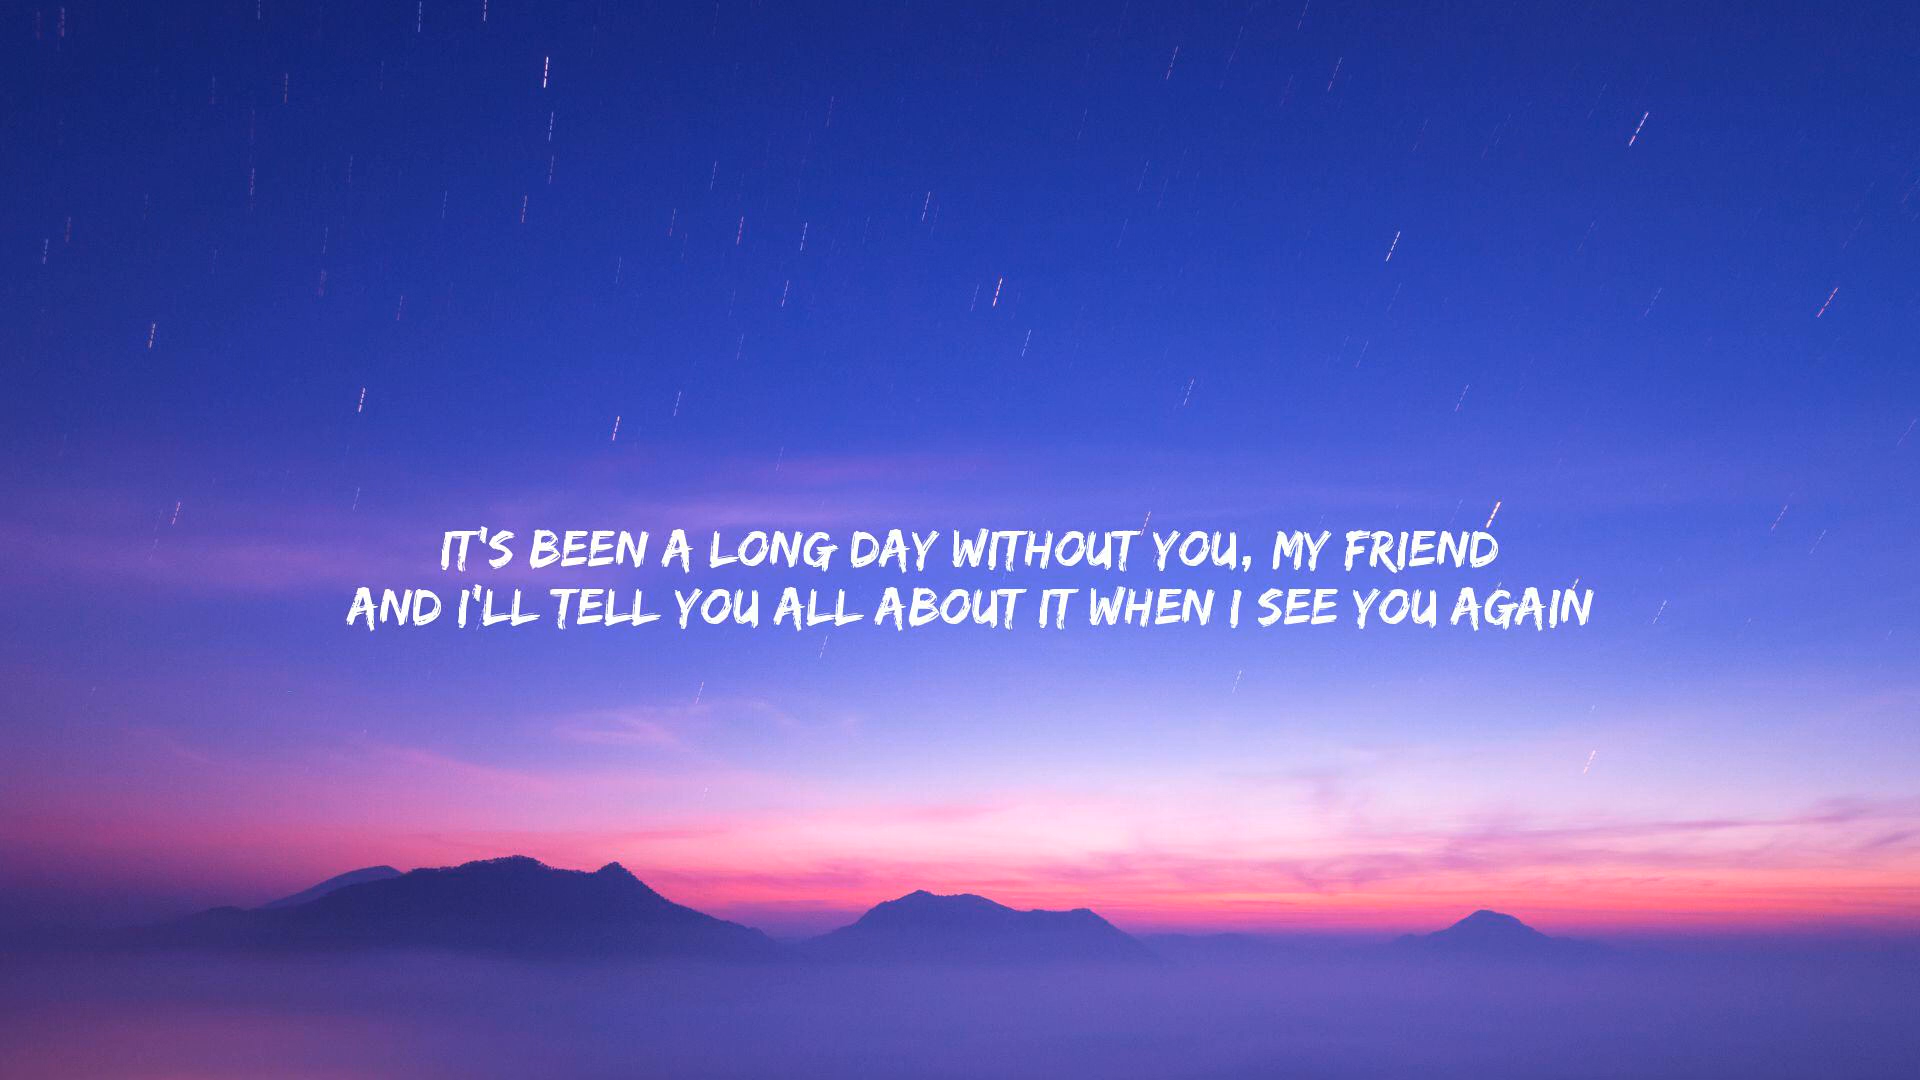 IT'S BEEN A LONG DAY WITHOUT YOU, MY FRIEND
AND I'LL TELL YOU ALL ABOUT IT WHEN I SEE YOU AGAIN